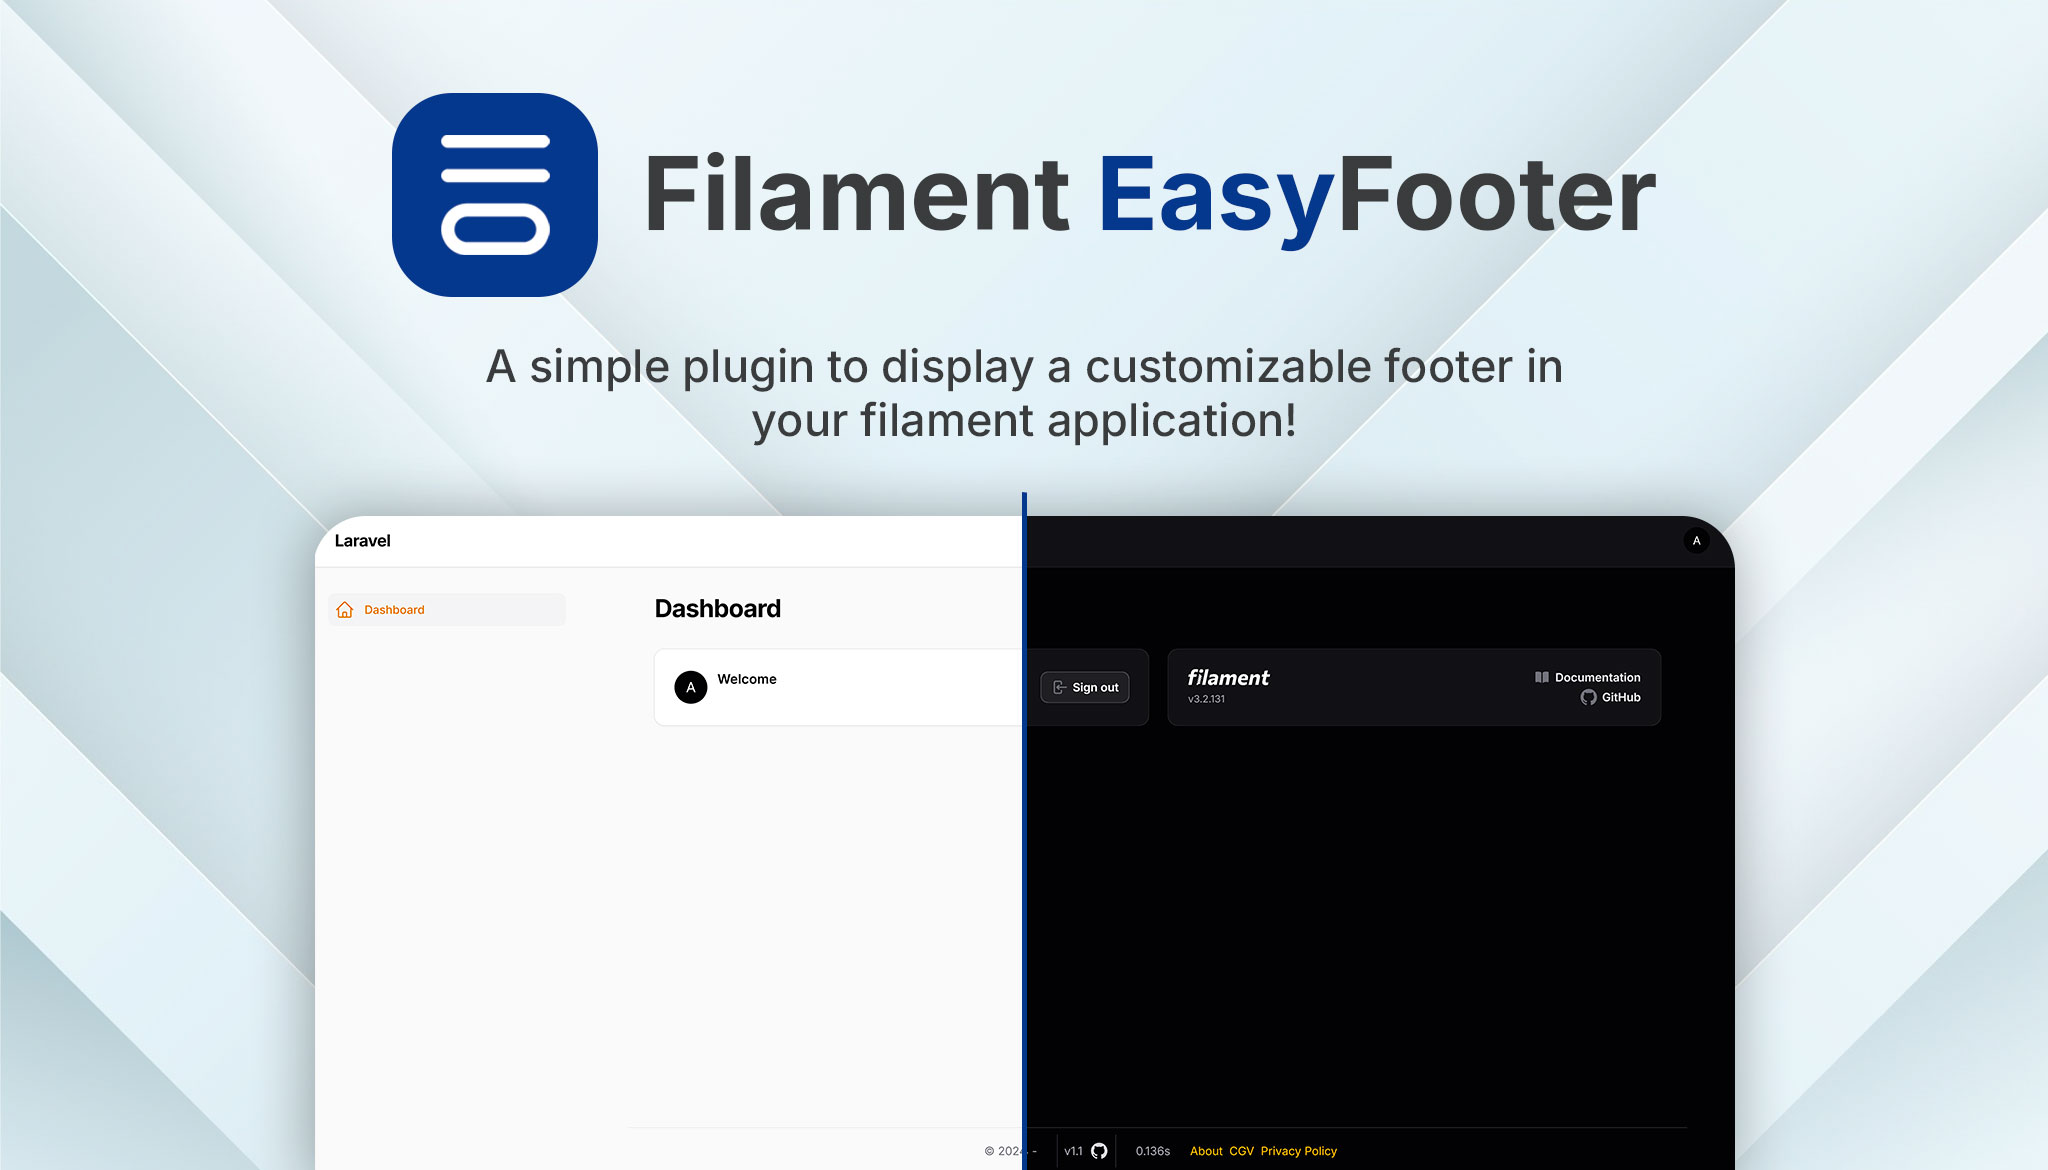 Filament EasyFooter
A simple plugin to display a customizable footer in
your filament application!
Laravel
A
Dashboard
Dashboard
A
Welcome
Sign out
filament
v3.2.131
Documentation
GitHub
© 2024 -
v1.1
0.136s
About CGV Privacy Policy